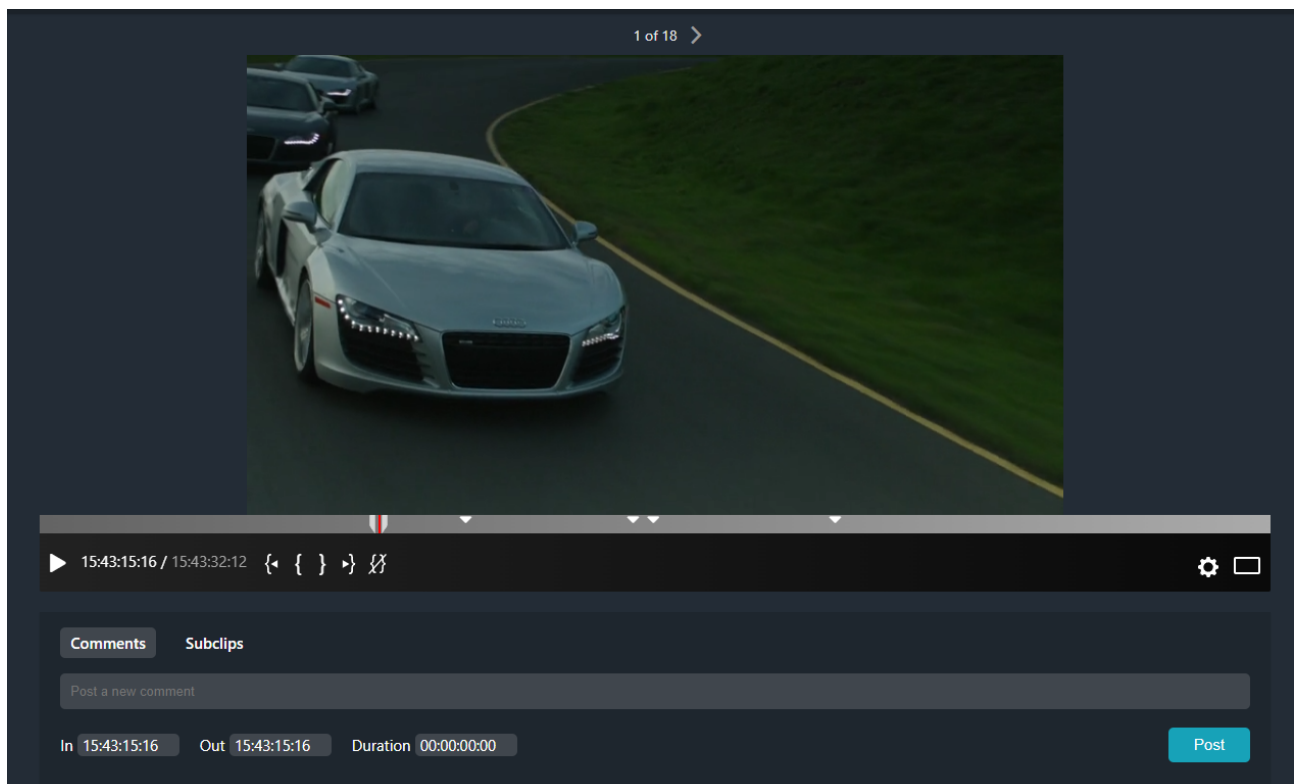 1 of 18
15:43:15:16 / 15:43:32:12
Comments Subclips
Post a new comment
In 15:43:15:16 Out 15:43:15:16 Duration 00:00:00:00 Post